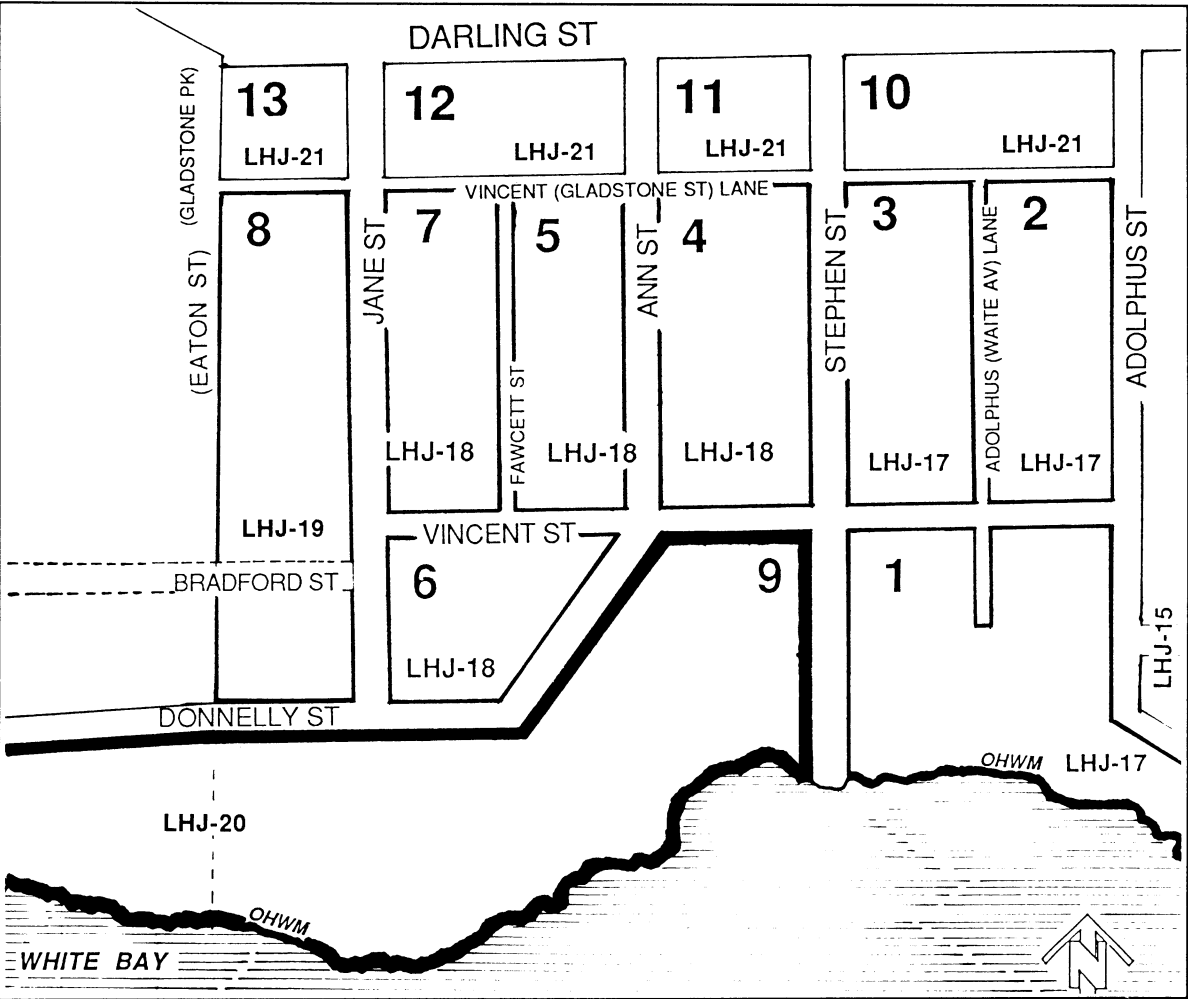 DARLING ST
13
12
11
10
LHJ-21
LHJ-21
LHJ-21
LHJ-21
(GLADSTONE PK)
(EATON ST)
VINCENT (GLADSTONE ST) LANE
8
7
5
4
3
2
JANE ST
FAWCETT ST
ANN ST
STEPHEN ST
ADOLPHUS (WAITE AV) LANE
ADOLPHUS ST
LHJ-18
LHJ-18
LHJ-18
LHJ-17
LHJ-17
LHJ-19
VINCENT ST
BRADFORD ST
6
9
1
LHJ-18
LHJ-15
DONNELLY ST
OHWM
LHJ-17
LHJ-20
OHWM
WHITE BAY
N